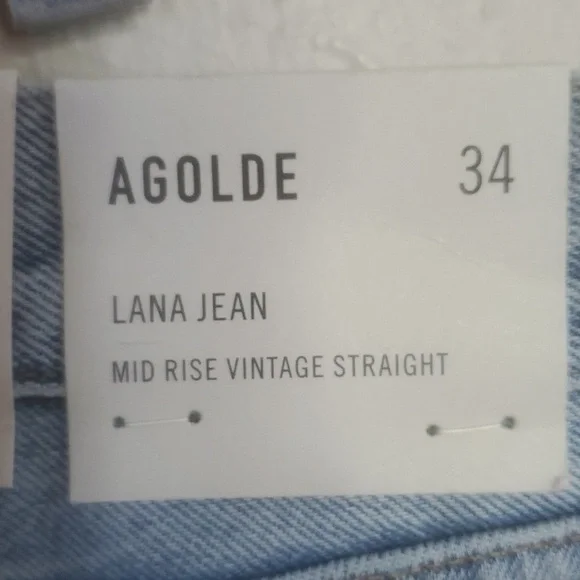 AGOLDE 34
LANA JEAN
MID RISE VINTAGE STRAIGHT